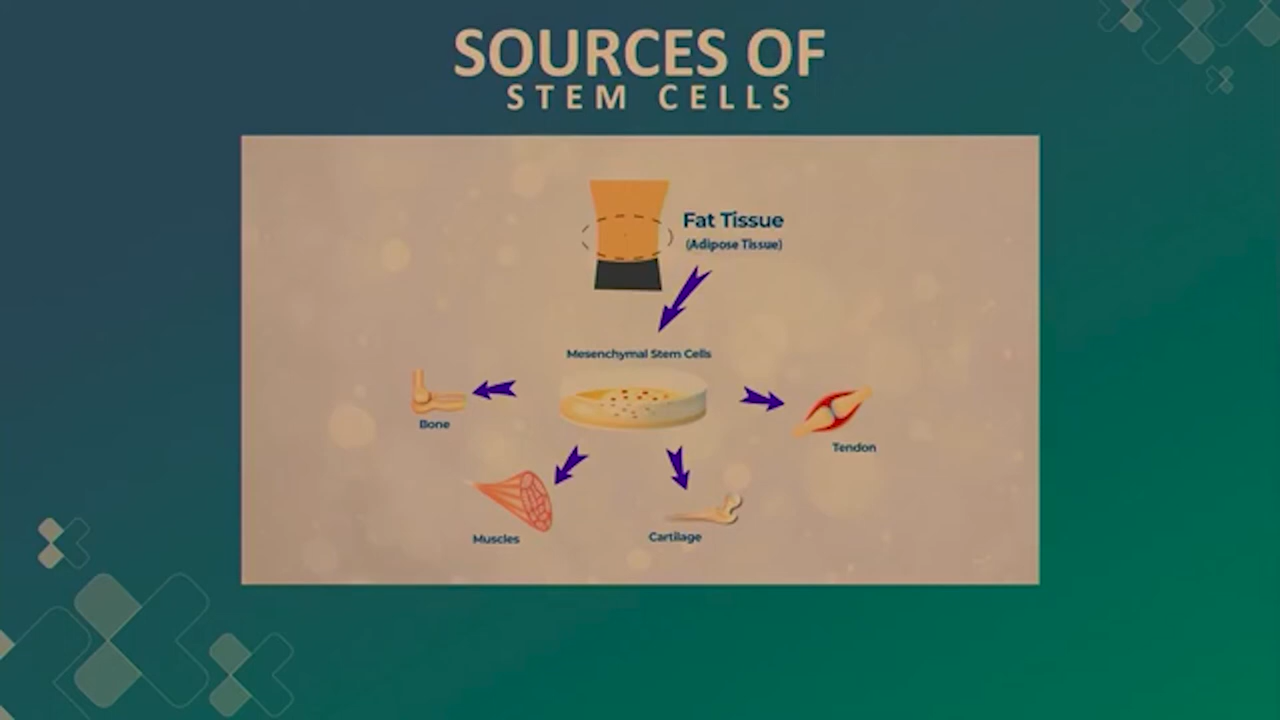 SOURCES OF
STEM CELLS
Fat Tissue
(Adipose Tissue)
Mesenchymal Stem Cells
Bone
Tendon
Muscles
Cartilage